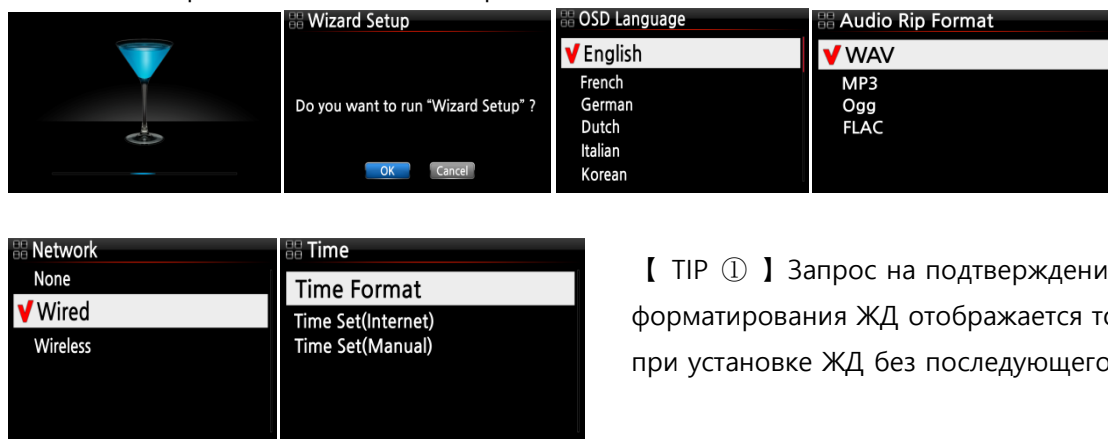 Wizard Setup
Do you want to run “Wizard Setup” ?
OK Cancel
OSD Language
English
French
German
Dutch
Italian
Korean
Audio Rip Format
WAV
MP3
Ogg
FLAC
Network
None
Wired
Wireless
Time
Time Format
Time Set(Internet)
Time Set(Manual)
【 TIP ① 】Запрос на подтверждени
форматирования ЖД отображается то
при установке ЖД без последующего